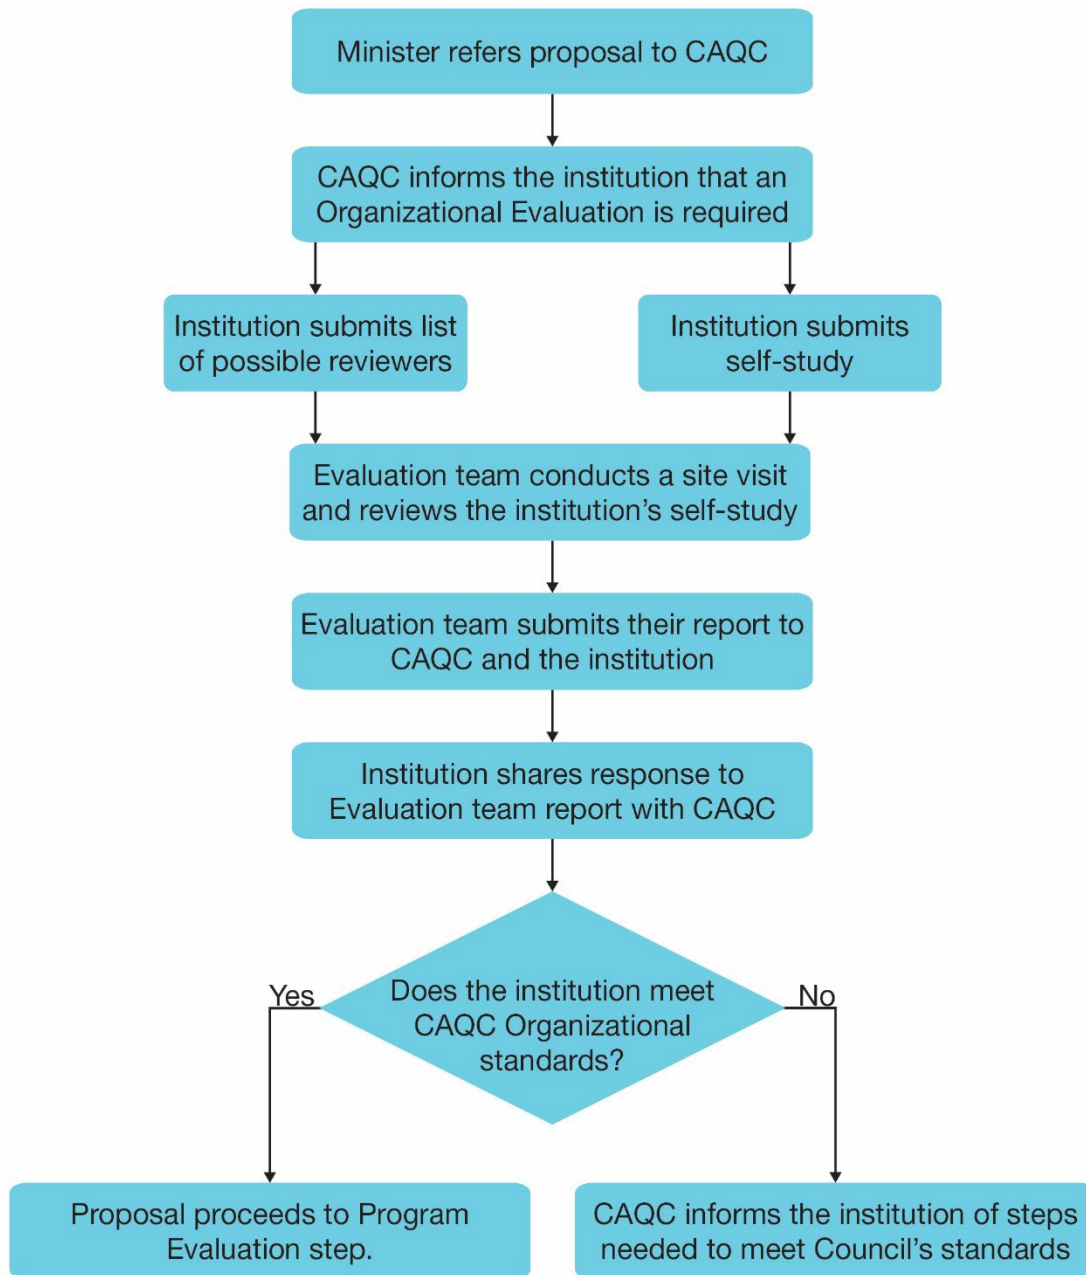 Minister refers proposal to CAQC
CAQC informs the institution that an
Organizational Evaluation is required
Institution submits list
of possible reviewers
Institution submits
self-study
Evaluation team conducts a site visit
and reviews the institution’s self-study
Evaluation team submits their report to
CAQC and the institution
Institution shares response to
Evaluation team report with CAQC
Does the institution meet
CAQC Organizational
standards?
Yes
No
Proposal proceeds to Program
Evaluation step.
CAQC informs the institution of steps
needed to meet Council’s standards